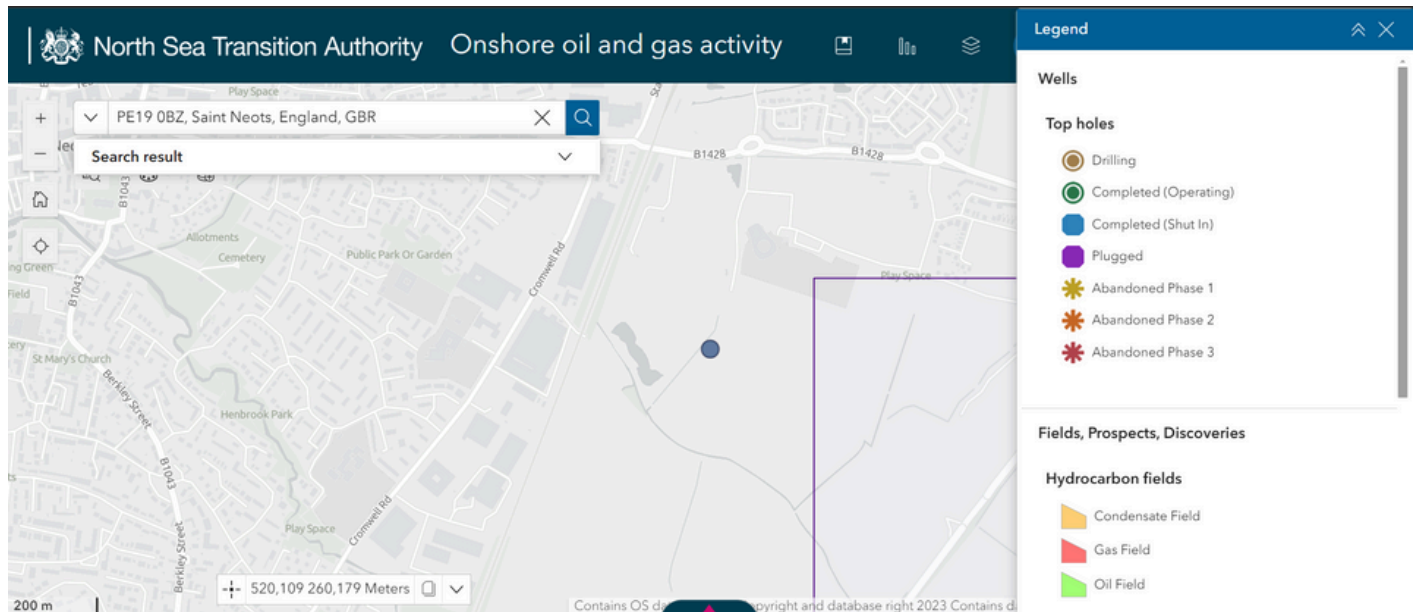 North Sea Transition Authority
Onshore oil and gas activity
Legend
Wells
Top holes
Drilling
Completed (Operating)
Completed (Shut In)
Plugged
Abandoned Phase 1
Abandoned Phase 2
Abandoned Phase 3
Fields, Prospects, Discoveries
Hydrocarbon fields
Condensate Field
Gas Field
Oil Field
Play Space
+
PE19 0BZ, Saint Neots, England, GBR
−
Search result
B1428
B1428
B1043
Allotments
Cemetery
Public Park Or Garden
Cromwell Rd
Play Space
ng Green
Field
B1043
St Mary's Church
Berkley Street
Henbrook Park
B1043
Cromwell Rd
Play Space
Berkley Street
520,109 260,179 Meters
200 m
Contains OS
pyright and database right 2023 Contains d